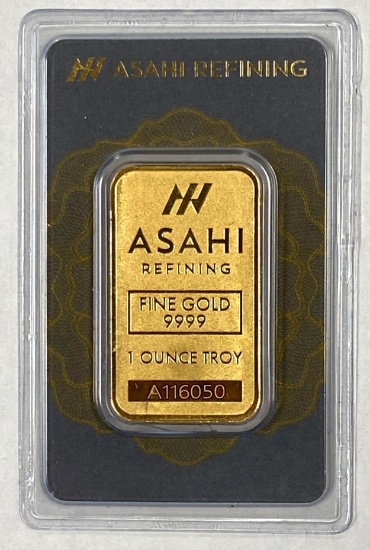 ASAHI REFINING
ASAHI
REFINING
FINE GOLD
9999
1 OUNCE TROY
A116050